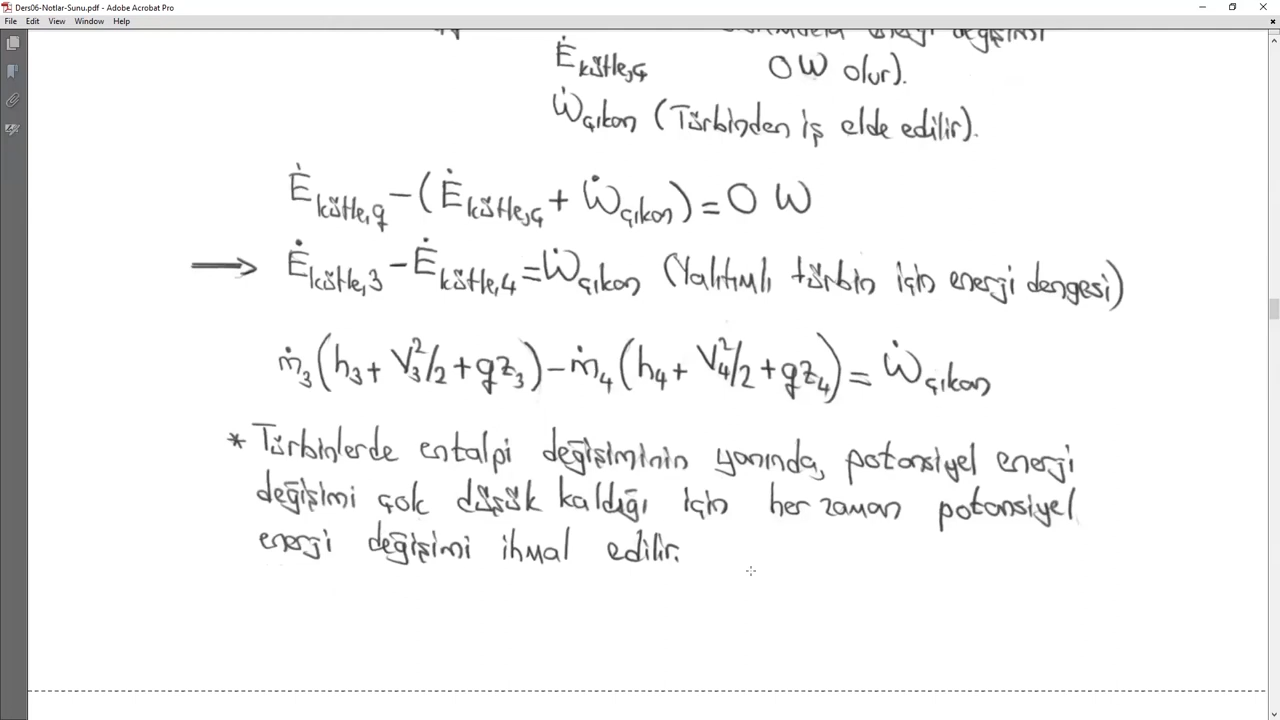 Ders06-Notlar-Sunu.pdf - Adobe Acrobat Pro
File Edit View Window Help
enerji değişimi
Ėkütle,ç 0 W olur).
Ẇçıkan (Türbinden iş elde edilir).
Ėkütle,g - (Ėkütle,ç + Ẇçıkan) = 0 W
⟹ Ėkütle,3 - Ėkütle,4 = Ẇçıkan (Yalıtımlı türbin için enerji dengesi)
ṁ₃(h₃ + V₃²/2 + gz₃) - ṁ₄(h₄ + V₄²/2 + gz₄) = Ẇçıkan
* Türbinlerde entalpi değişiminin yanında, potansiyel enerji
değişimi çok düşük kaldığı için her zaman potansiyel
enerji değişimi ihmal edilir.